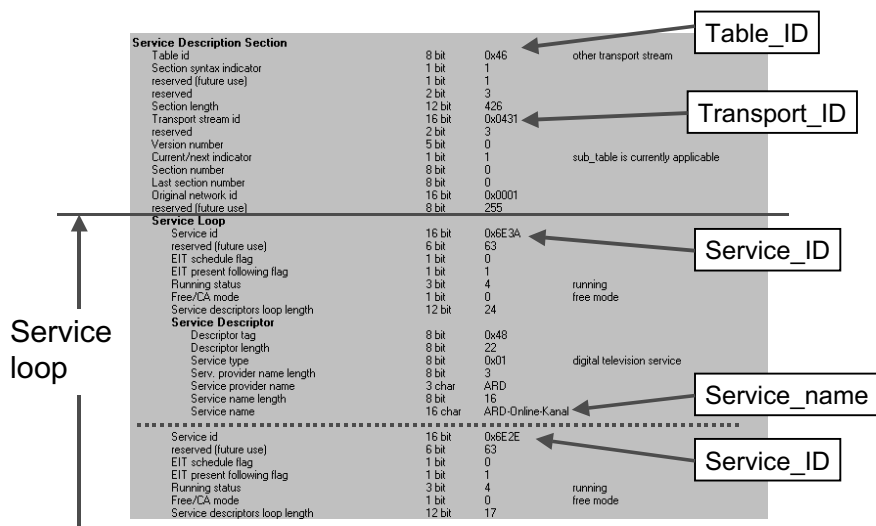 Service Description Section
Table id 8 bit 0x46 other transport stream
Section syntax indicator 1 bit 1
reserved (future use) 1 bit 1
reserved 2 bit 3
Section length 12 bit 426
Transport stream id 16 bit 0x0431
reserved 2 bit 3
Version number 5 bit 0
Current/next indicator 1 bit 1 sub_table is currently applicable
Section number 8 bit 0
Last section number 8 bit 0
Original network id 16 bit 0x0001
reserved (future use) 8 bit 255
Service Loop
Service id 16 bit 0x6E3A
reserved (future use) 6 bit 63
EIT schedule flag 1 bit 0
EIT present following flag 1 bit 1
Running status 3 bit 4 running
Free/CA mode 1 bit 0 free mode
Service descriptors loop length 12 bit 24
Service Descriptor
Descriptor tag 8 bit 0x48
Descriptor length 8 bit 22
Service type 8 bit 0x01 digital television service
Serv. provider name length 8 bit 3
Service provider name 3 char ARD
Service name length 8 bit 16
Service name 16 char ARD-Online-Kanal
Service id 16 bit 0x6E2E
reserved (future use) 6 bit 63
EIT schedule flag 1 bit 0
EIT present following flag 1 bit 1
Running status 3 bit 4 running
Free/CA mode 1 bit 0 free mode
Service descriptors loop length 12 bit 17
Table_ID
Transport_ID
Service_ID
Service_name
Service_ID
Service
loop